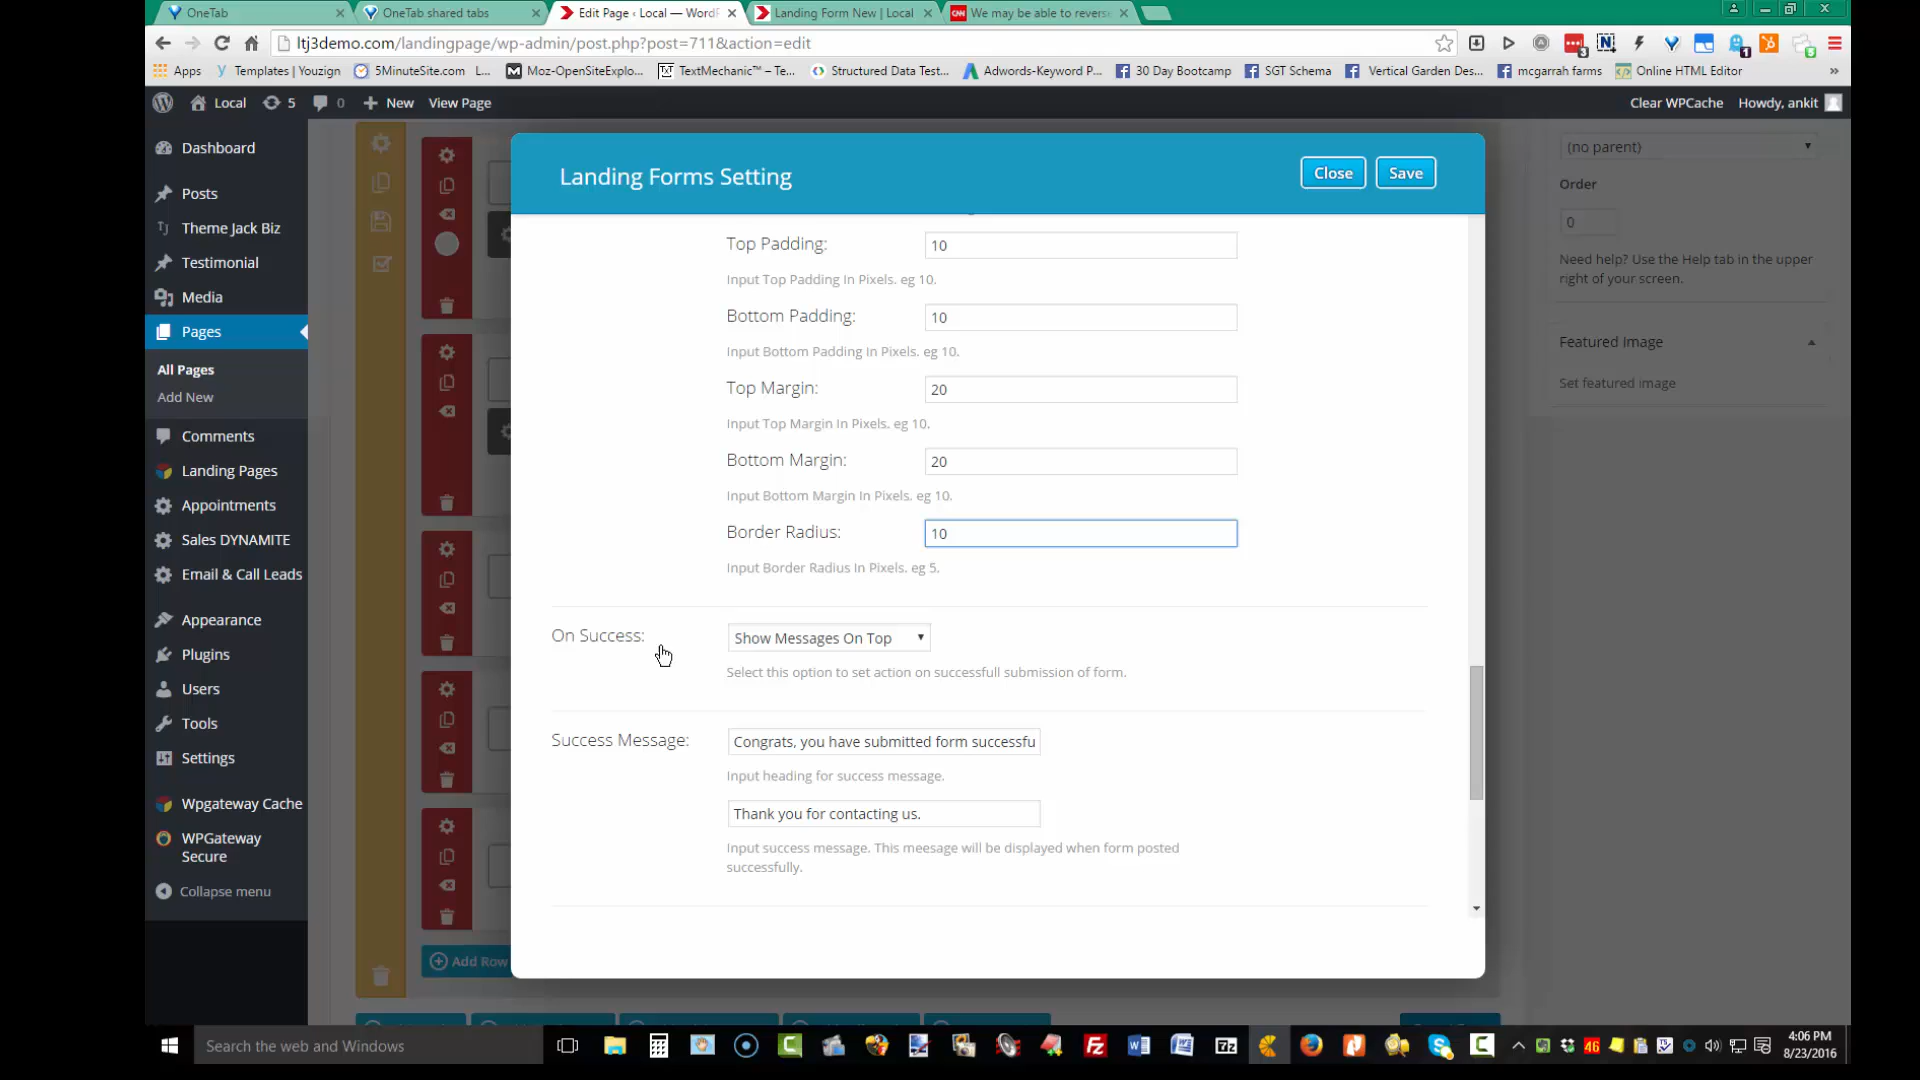 OneTab
OneTab shared tabs
Edit Page ‹ Local — WordP
Landing Form New | Local
CNN We may be able to revers
ltj3demo.com/landingpage/wp-admin/post.php?post=711&action=edit
Apps
Templates | Youzign
5MinuteSite.com L...
Moz-OpenSiteExplo...
TextMechanic™ – Te...
Structured Data Test...
Adwords-Keyword P...
30 Day Bootcamp
SGT Schema
Vertical Garden Des...
mcgarrah farms
Online HTML Editor
»
Local
5
0
New
View Page
Clear WPCache
Howdy, ankit
Dashboard
Posts
Theme Jack Biz
Testimonial
Media
Pages
All Pages
Add New
Comments
Landing Pages
Appointments
Sales DYNAMITE
Email & Call Leads
Appearance
Plugins
Users
Tools
Settings
Wpgateway Cache
WPGateway
Secure
Collapse menu
Add Row
Landing Forms Setting
Close
Save
Top Padding:
10
Input Top Padding In Pixels. eg 10.
Bottom Padding:
10
Input Bottom Padding In Pixels. eg 10.
Top Margin:
20
Input Top Margin In Pixels. eg 10.
Bottom Margin:
20
Input Bottom Margin In Pixels. eg 10.
Border Radius:
10
Input Border Radius In Pixels. eg 5.
On Success:
Show Messages On Top
Select this option to set action on successfull submission of form.
Success Message:
Congrats, you have submitted form successfu
Input heading for success message.
Thank you for contacting us.
Input success message. This meesage will be displayed when form posted
successfully.
(no parent)
Order
0
Need help? Use the Help tab in the upper
right of your screen.
Featured Image
Set featured image
Search the web and Windows
46
4:06 PM
8/23/2016